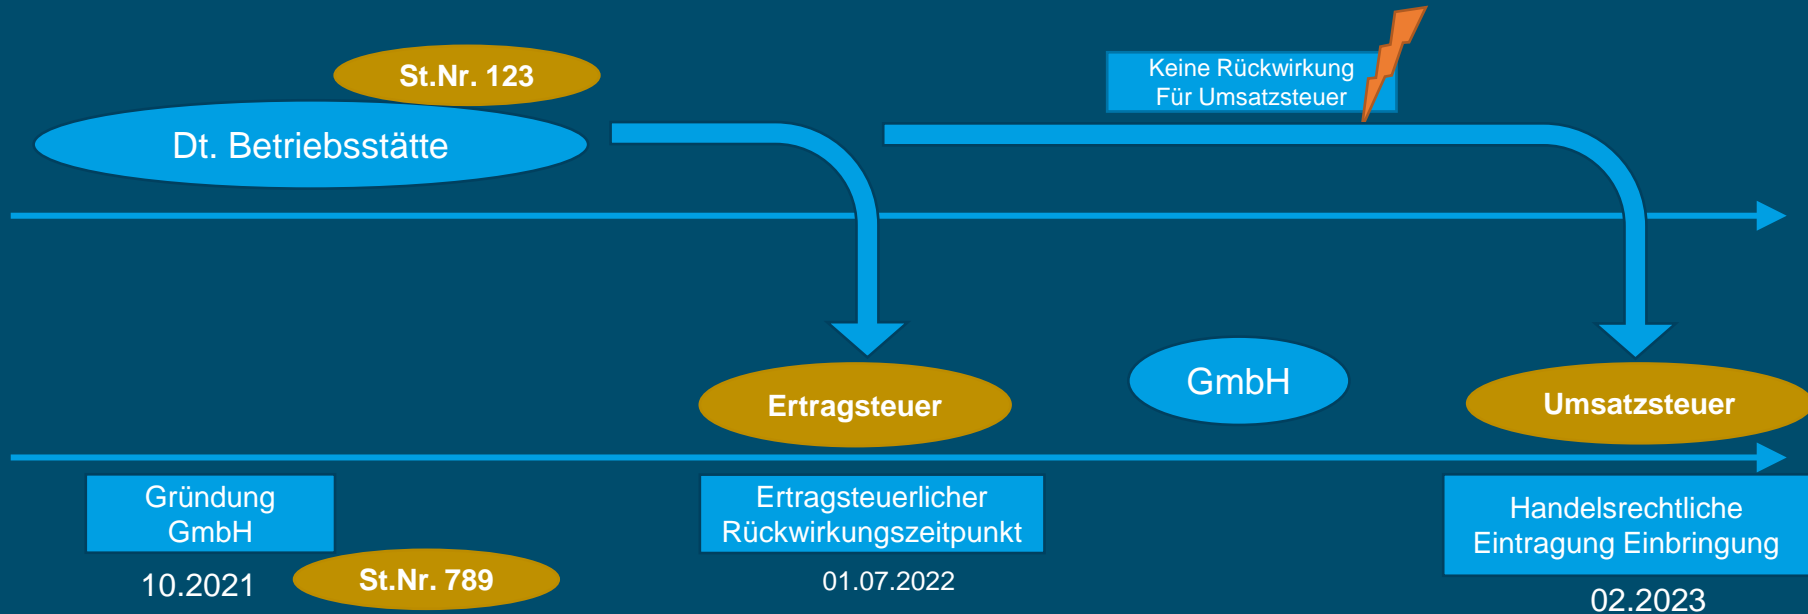 St.Nr. 123
Dt. Betriebsstätte
Keine Rückwirkung
Für Umsatzsteuer
Ertragsteuer
GmbH
Umsatzsteuer
Gründung
GmbH
10.2021
St.Nr. 789
Ertragsteuerlicher
Rückwirkungszeitpunkt
01.07.2022
Handelsrechtliche
Eintragung Einbringung
02.2023